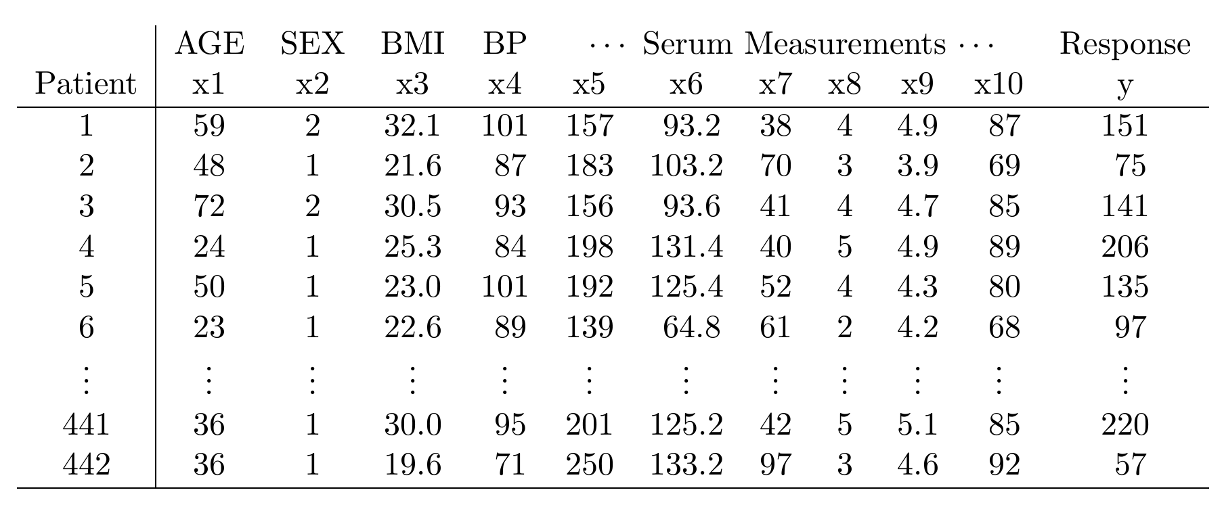 AGE SEX BMI BP ··· Serum Measurements ··· Response
Patient x1 x2 x3 x4 x5 x6 x7 x8 x9 x10 y
1 59 2 32.1 101 157 93.2 38 4 4.9 87 151
2 48 1 21.6 87 183 103.2 70 3 3.9 69 75
3 72 2 30.5 93 156 93.6 41 4 4.7 85 141
4 24 1 25.3 84 198 131.4 40 5 4.9 89 206
5 50 1 23.0 101 192 125.4 52 4 4.3 80 135
6 23 1 22.6 89 139 64.8 61 2 4.2 68 97
⋮ ⋮ ⋮ ⋮ ⋮ ⋮ ⋮ ⋮ ⋮ ⋮ ⋮ ⋮
441 36 1 30.0 95 201 125.2 42 5 5.1 85 220
442 36 1 19.6 71 250 133.2 97 3 4.6 92 57